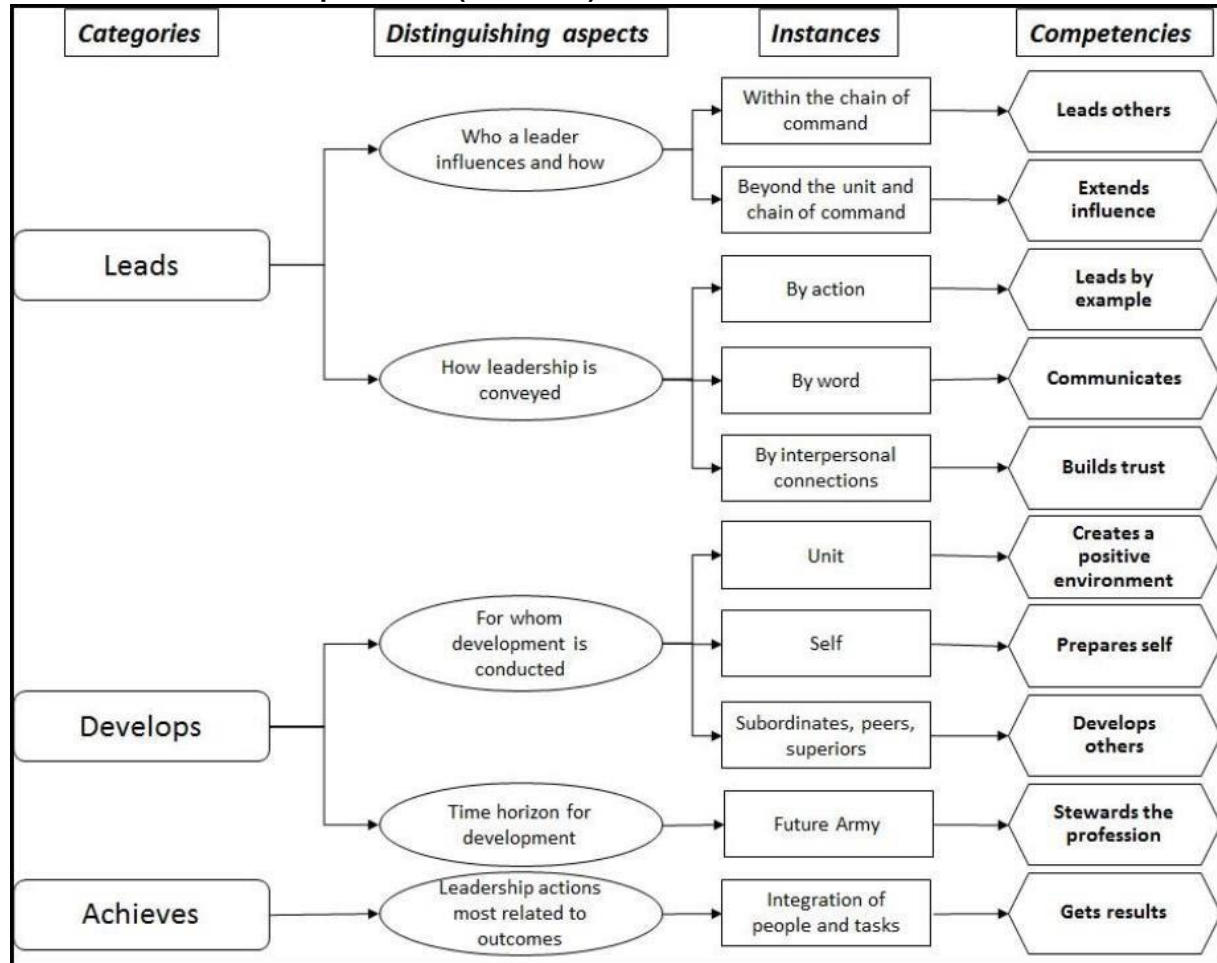 Categories
Distinguishing aspects
Instances
Competencies
Leads
Who a leader
influences and how
Within the chain of
command
Leads others
Beyond the unit and
chain of command
Extends
influence
How leadership is
conveyed
By action
Leads by
example
By word
Communicates
By interpersonal
connections
Builds trust
Develops
For whom
development is
conducted
Unit
Creates a
positive
environment
Self
Prepares self
Subordinates, peers,
superiors
Develops
others
Time horizon for
development
Future Army
Stewards the
profession
Achieves
Leadership actions
most related to
outcomes
Integration of
people and tasks
Gets results